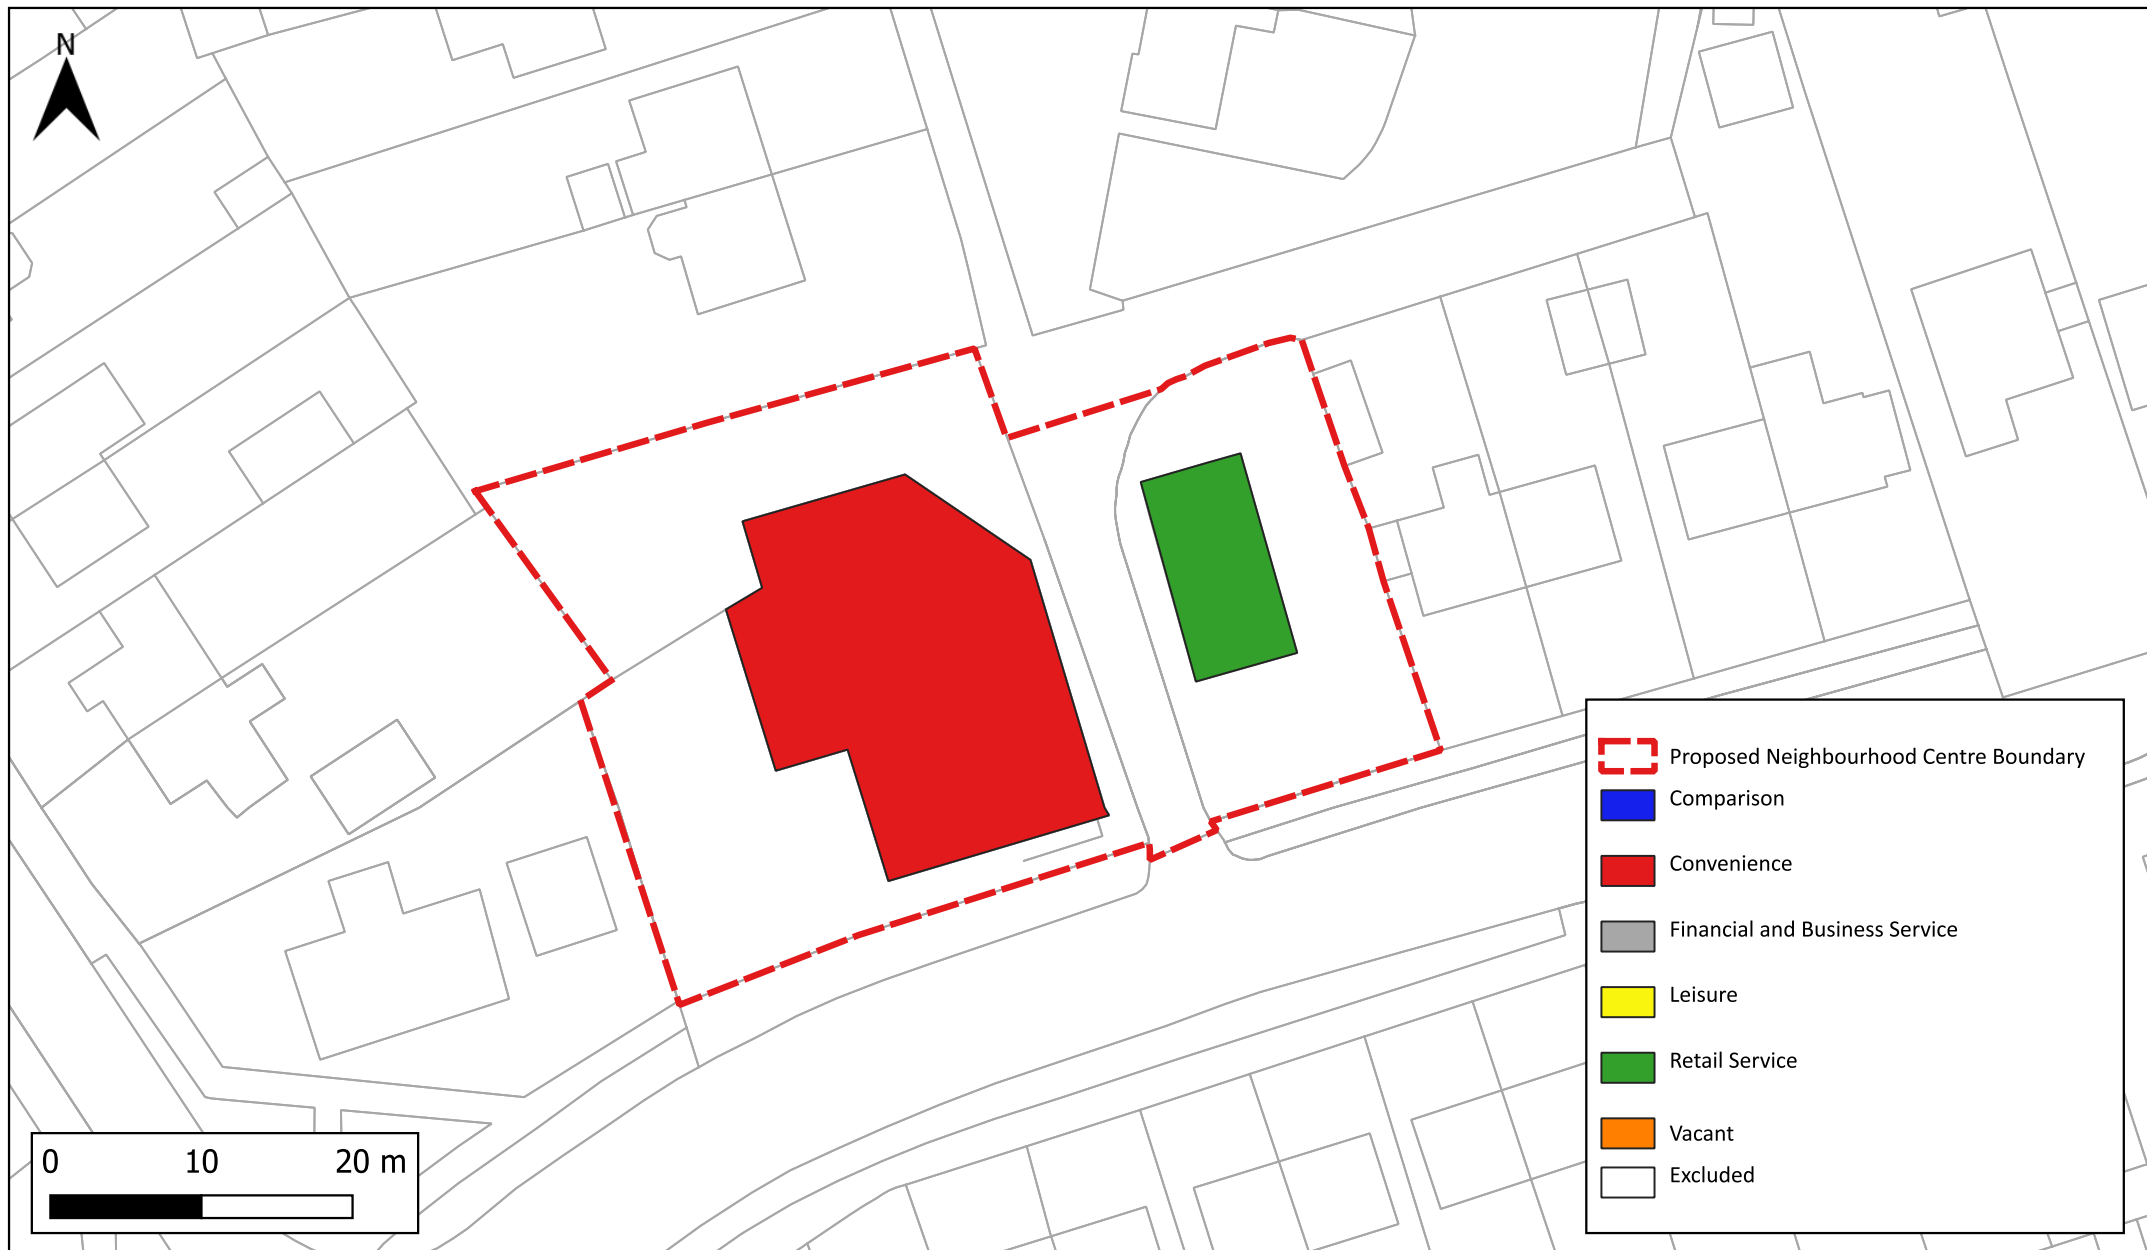 N
Proposed Neighbourhood Centre Boundary
Comparison
Convenience
Financial and Business Service
Leisure
Retail Service
Vacant
Excluded
0 10 20 m